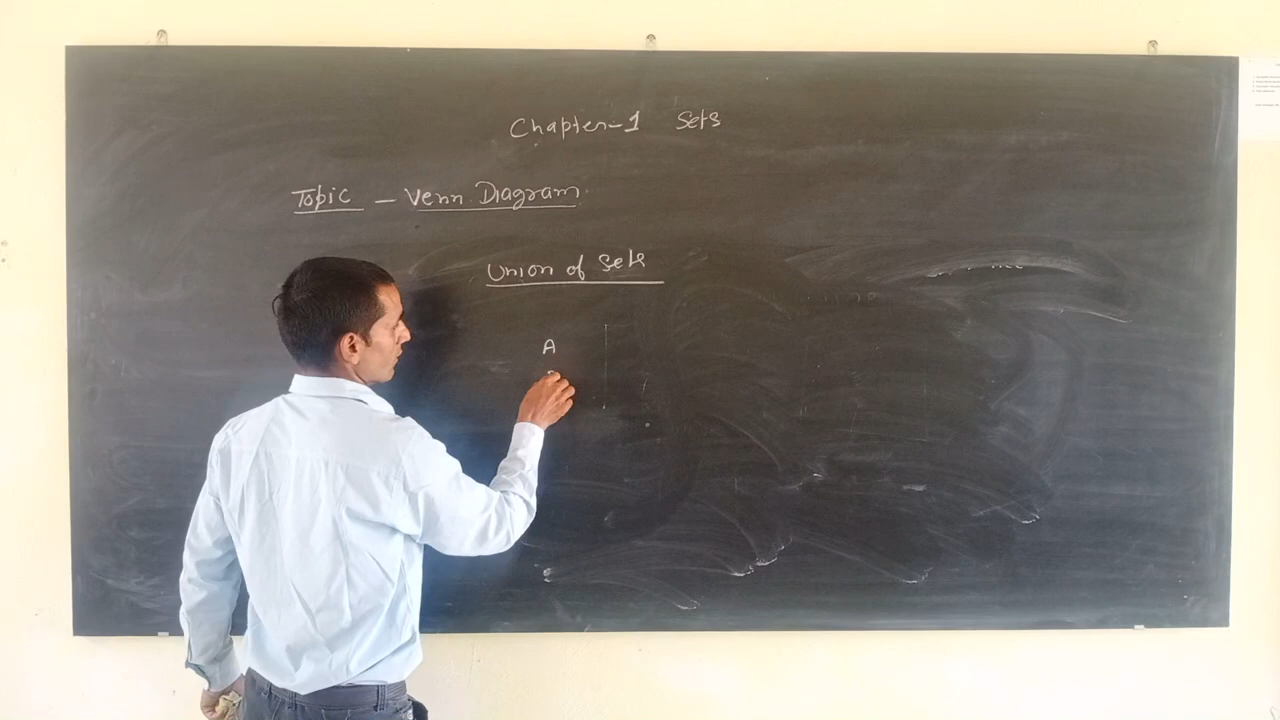 Chapter-1 Sets
Topic - Venn Diagram.
Union of Sets
A